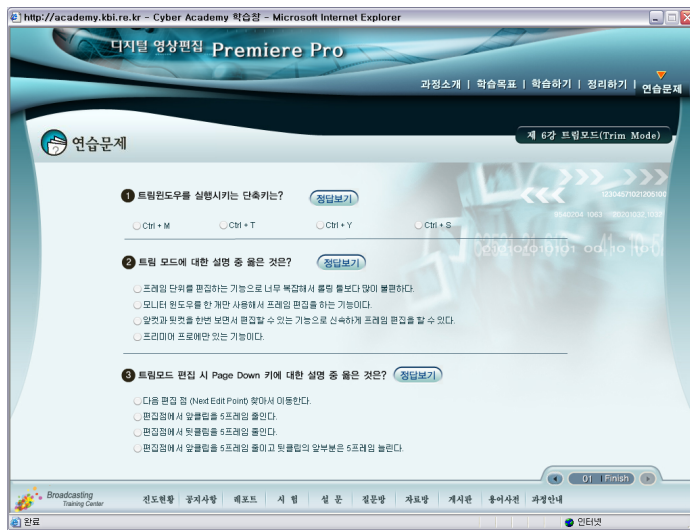 http://academy.kbi.re.kr - Cyber Academy 학습창 - Microsoft Internet Explorer
디지털 영상편집 Premiere Pro
과정소개 | 학습목표 | 학습하기 | 정리하기 | 연습문제
연습문제
제 6강 트림모드(Trim Mode)
1 트림윈도우를 실행시키는 단축키는? 정답보기
Ctrl + M Ctrl + T Ctrl + Y Ctrl + S
2 트림 모드에 대한 설명 중 옳은 것은? 정답보기
프레임 단위를 편집하는 기능으로 너무 복잡해서 롤링 툴보다 많이 불편하다.
모니터 윈도우를 한 개만 사용해서 프레임 편집을 하는 기능이다.
앞컷과 뒷컷을 한번 보면서 편집할 수 있는 기능으로 신속하게 프레임 편집을 할 수 있다.
프리미어 프로에만 있는 기능이다.
3 트림모드 편집 시 Page Down 키에 대한 설명 중 옳은 것은? 정답보기
다음 편집 점 (Next Edit Point) 찾아서 이동한다.
편집점에서 앞클립을 5프레임 줄인다.
편집점에서 뒷클립을 5프레임 줄인다.
편집점에서 앞클립을 5프레임 줄이고 뒷클립의 앞부분은 5프레임 늘린다.
01 | Finish
Broadcasting
Training Center
진도현황 공지사항 레포트 시 험 설 문 질문방 자료방 게시판 용어사전 과정안내
완료 인터넷